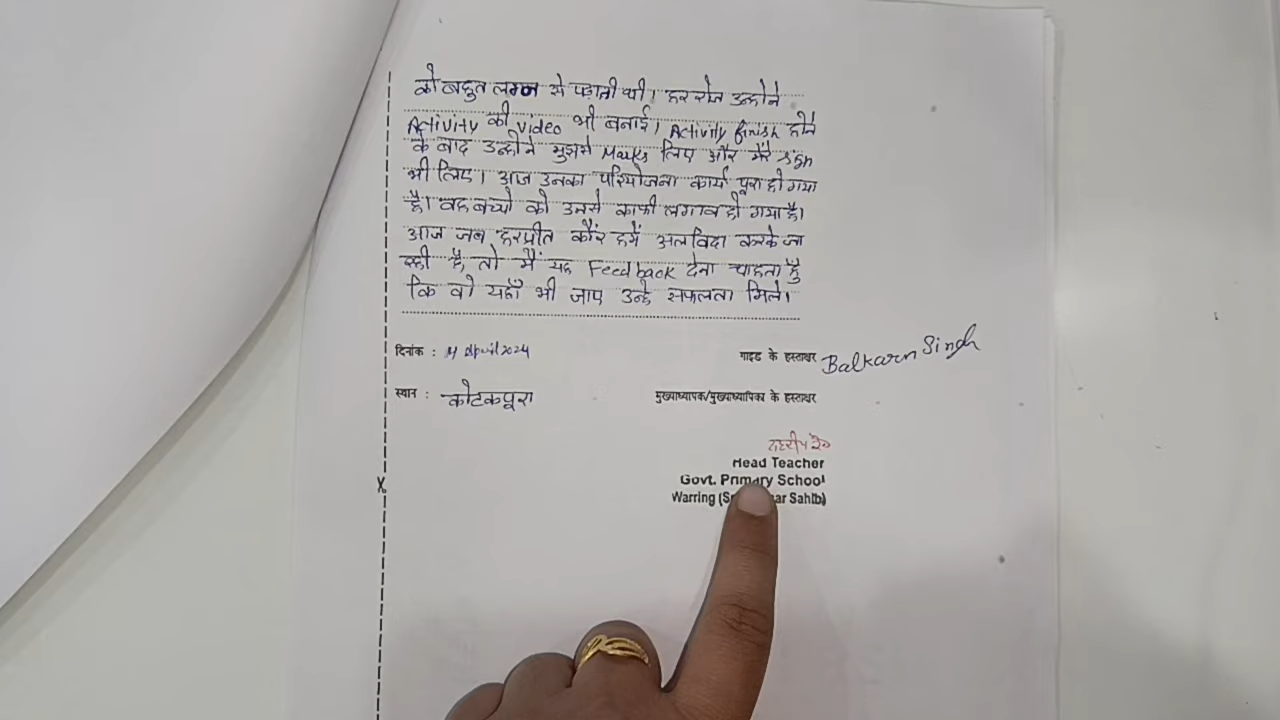 को बहुत लगन से पढ़ाती थी। हर रोज उन्होने
Activity की video भी बनाई। Activity finish होने
के बाद उन्होने मुझसे Marks लिए और मेरे sign
भी लिए। आज उनका परियोजना कार्य पूरा हो गया
है। वह बच्चो को उनसे काफी लगाव हो गया है।
आज जब हरप्रीत कौर हमें अलविदा करके जा
रही है, तो मैं यह Feedback देना चाहता हुँ
कि वो यहाँ भी जाए उन्हे सफलता मिले।
दिनांक : April 2024
गाइड के हस्ताक्षर Balkarn Singh
स्थान : कोटकपूरा
मुख्याध्यापक/मुख्याध्यापिका के हस्ताक्षर
Head Teacher
Govt. Primary School
Warring Sahib)